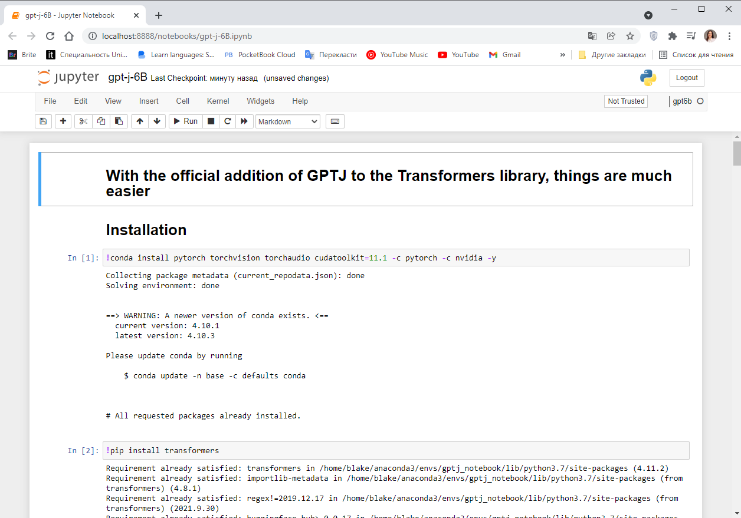 gpt-j-6B - Jupyter Notebook
localhost:8888/notebooks/gpt-j-6B.ipynb
Brite
Специальность Uni...
Learn languages: S...
PB PocketBook Cloud
Перекласти
YouTube Music
YouTube
Gmail
»
Другие закладки
Список для чтения
jupyter gpt-j-6B Last Checkpoint: минуту назад (unsaved changes)
Logout
File Edit View Insert Cell Kernel Widgets Help
Not Trusted
gpt6b
Run
Markdown
With the official addition of GPTJ to the Transformers library, things are much
easier
Installation
In [1]: !conda install pytorch torchvision torchaudio cudatoolkit=11.1 -c pytorch -c nvidia -y
Collecting package metadata (current_repodata.json): done
Solving environment: done
==> WARNING: A newer version of conda exists. <==
current version: 4.10.1
latest version: 4.10.3
Please update conda by running
$ conda update -n base -c defaults conda
# All requested packages already installed.
In [2]: !pip install transformers
Requirement already satisfied: transformers in /home/blake/anaconda3/envs/gptj_notebook/lib/python3.7/site-packages (4.11.2)
Requirement already satisfied: importlib-metadata in /home/blake/anaconda3/envs/gptj_notebook/lib/python3.7/site-packages (from
transformers) (4.8.1)
Requirement already satisfied: regex!=2019.12.17 in /home/blake/anaconda3/envs/gptj_notebook/lib/python3.7/site-packages (from
transformers) (2021.9.30)